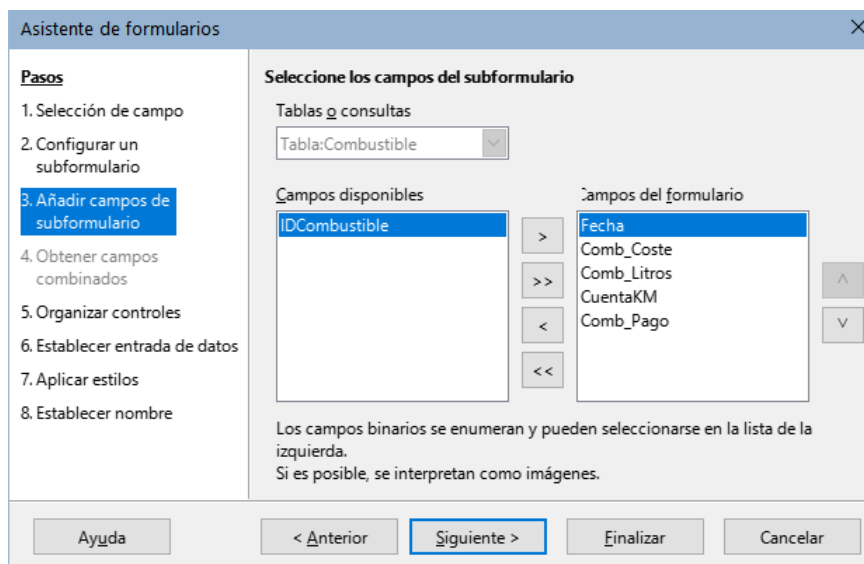 Asistente de formularios
Pasos
1. Selección de campo
2. Configurar un
subformulario
3. Añadir campos de
subformulario
4. Obtener campos
combinados
5. Organizar controles
6. Establecer entrada de datos
7. Aplicar estilos
8. Establecer nombre
Seleccione los campos del subformulario
Tablas o consultas
Tabla:Combustible
Campos disponibles
IDCombustible
>
>>
<
<<
Campos del formulario
Fecha
Comb_Coste
Comb_Litros
CuentaKM
Comb_Pago
Los campos binarios se enumeran y pueden seleccionarse en la lista de la
izquierda.
Si es posible, se interpretan como imágenes.
Ayuda
< Anterior
Siguiente >
Finalizar
Cancelar